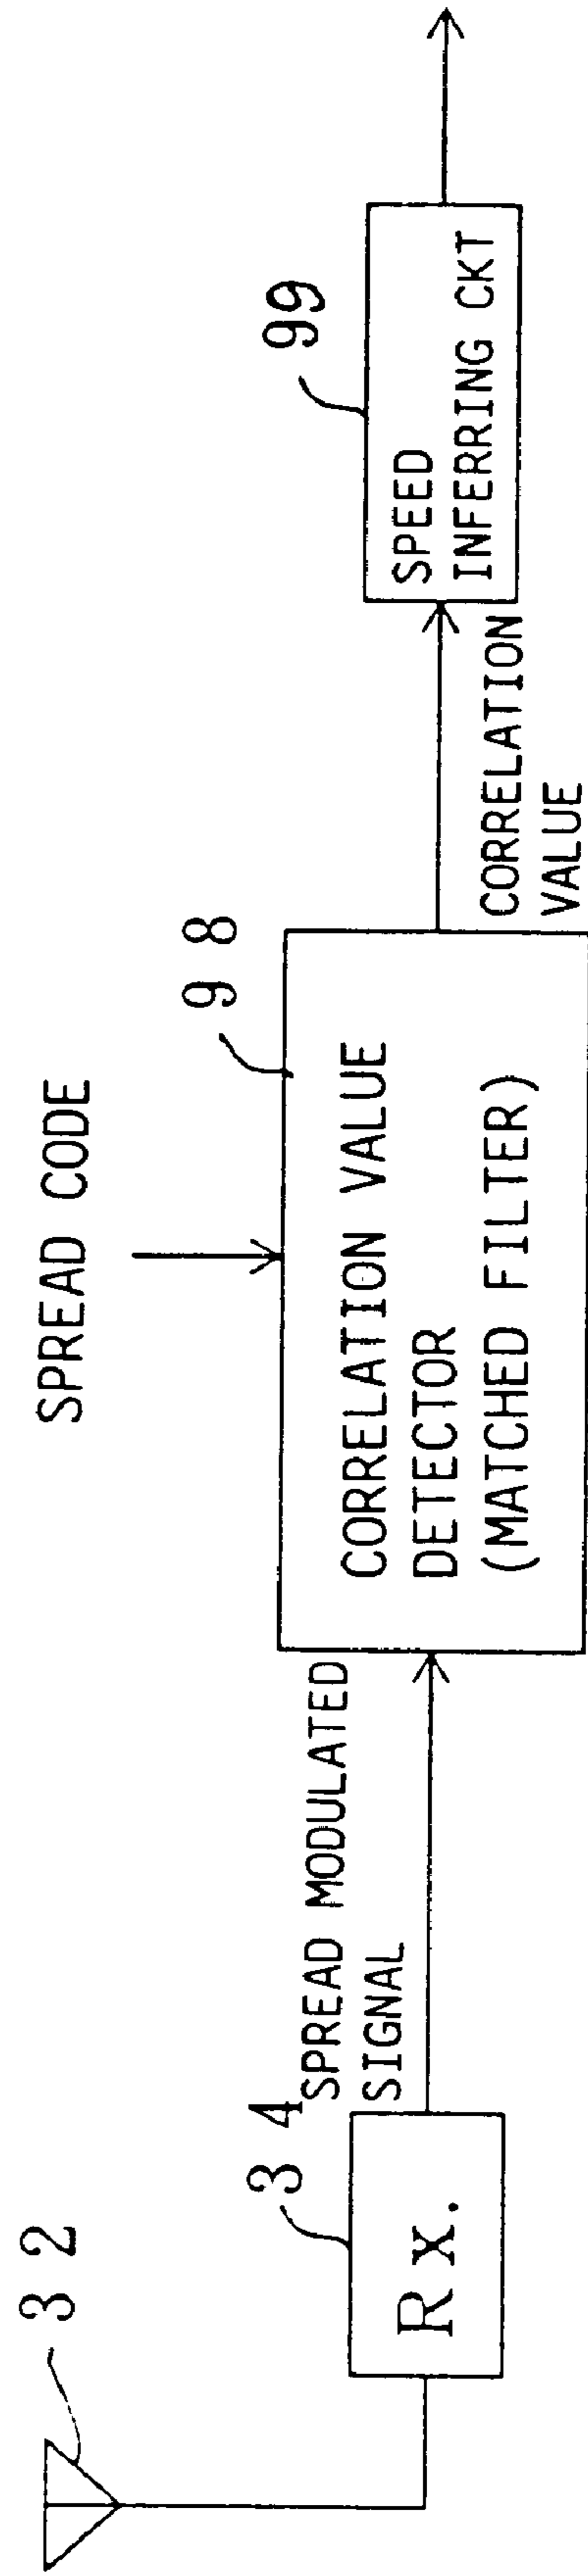 32
34
Rx.
SPREAD MODULATED
SIGNAL
SPREAD CODE
98
CORRELATION VALUE
DETECTOR
(MATCHED FILTER)
CORRELATION
VALUE
99
SPEED
INFERRING CKT